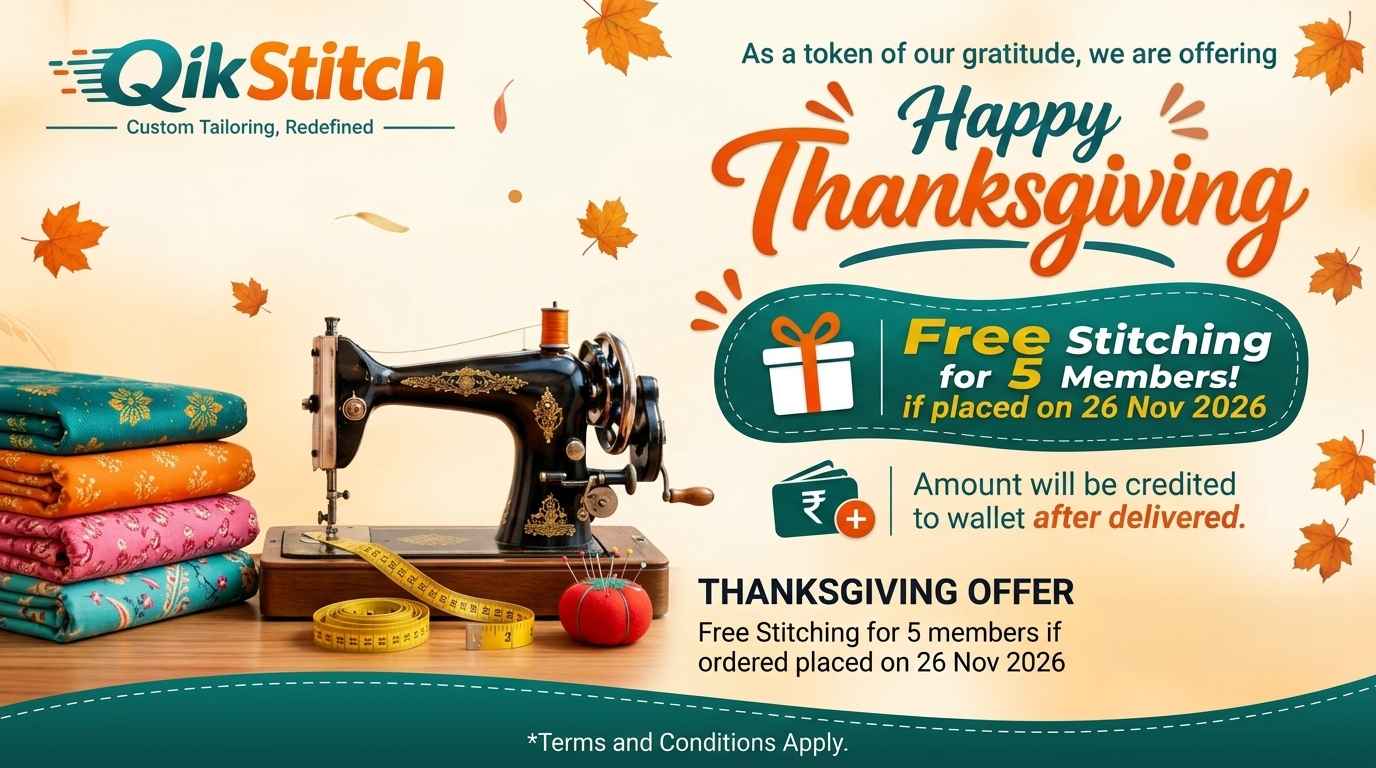 QikStitch
Custom Tailoring, Redefined
As a token of our gratitude, we are offering
Happy
Thanksgiving
Free Stitching
for 5 Members!
if placed on 26 Nov 2026
₹
Amount will be credited
to wallet after delivered.
THANKSGIVING OFFER
Free Stitching for 5 members if
ordered placed on 26 Nov 2026
*Terms and Conditions Apply.